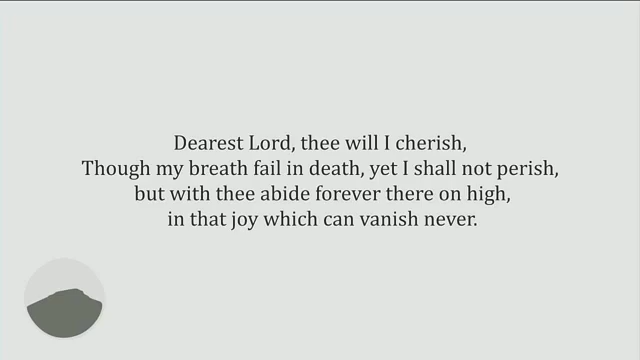 Dearest Lord, thee will I cherish,
Though my breath fail in death, yet I shall not perish,
but with thee abide forever there on high,
in that joy which can vanish never.